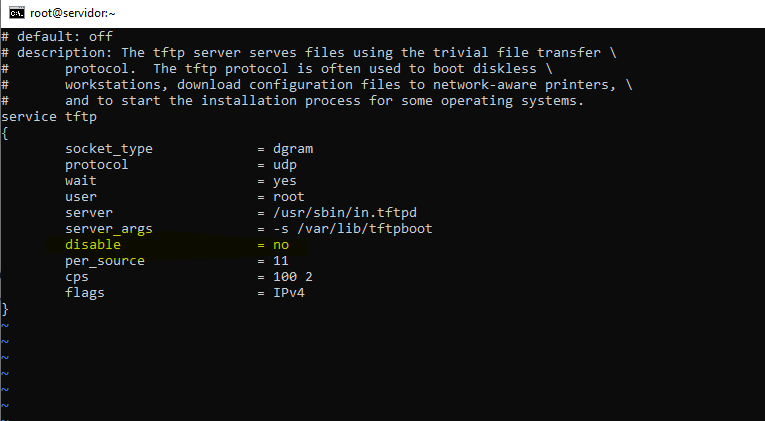 root@servidor:~
# default: off
# description: The tftp server serves files using the trivial file transfer \
#       protocol.  The tftp protocol is often used to boot diskless \
#       workstations, download configuration files to network-aware printers, \
#       and to start the installation process for some operating systems.
service tftp
{
        socket_type             = dgram
        protocol                = udp
        wait                    = yes
        user                    = root
        server                  = /usr/sbin/in.tftpd
        server_args             = -s /var/lib/tftpboot
        disable                 = no
        per_source              = 11
        cps                     = 100 2
        flags                   = IPv4
}
~
~
~
~
~
~
~